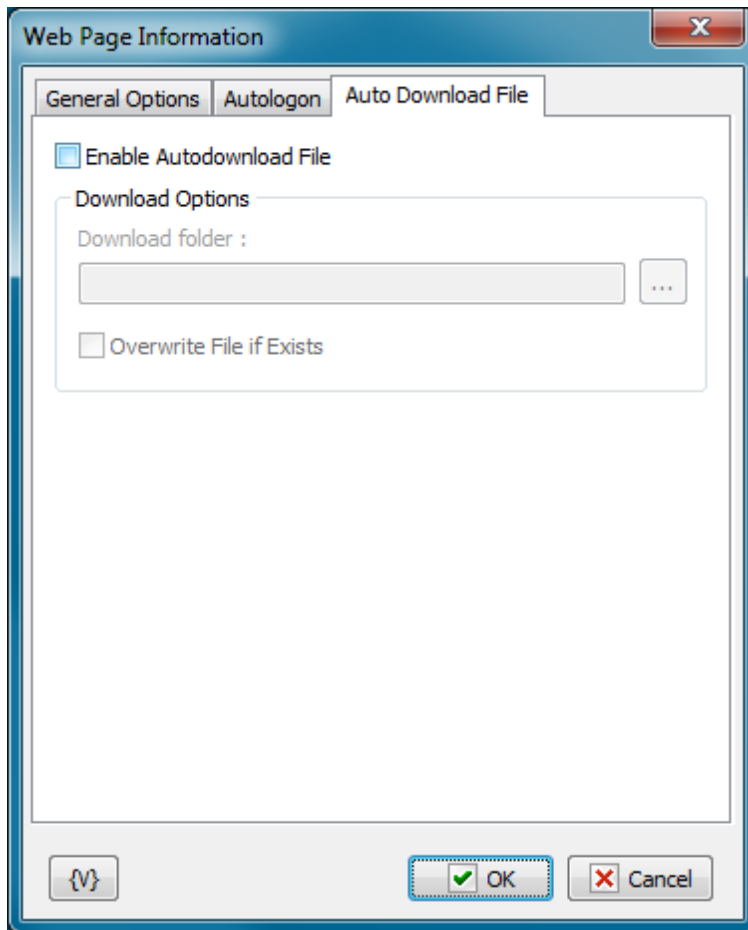 Web Page Information
General Options Autologon Auto Download File
Enable Autodownload File
Download Options
Download folder :
...
Overwrite File if Exists
{V} OK Cancel